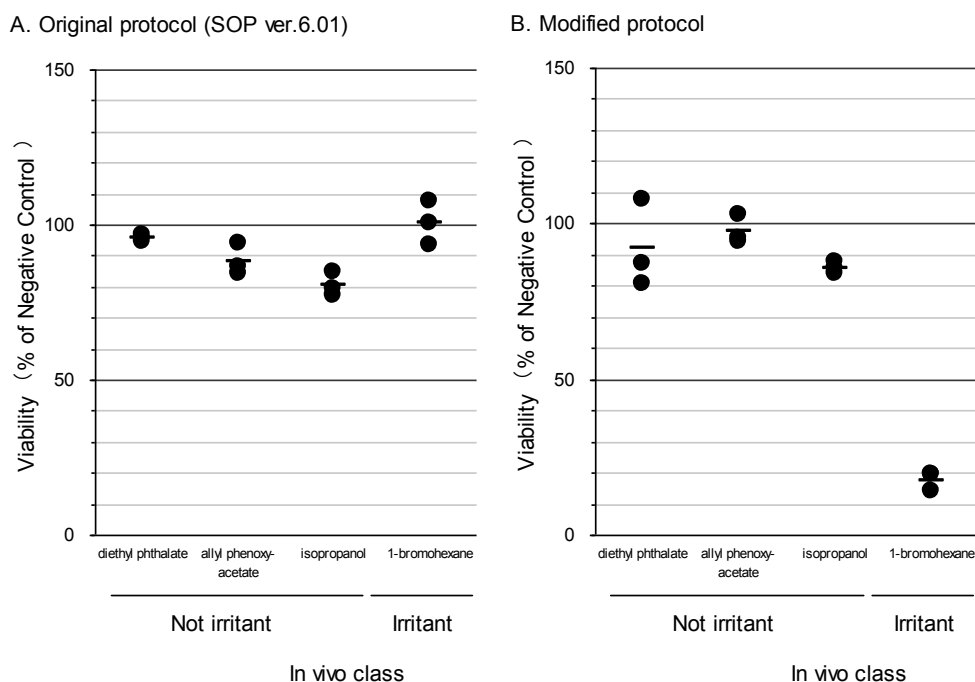 A. Original protocol (SOP ver.6.01)
150
100
50
0
Viability (% of Negative Control)
diethyl phthalate
allyl phenoxy-
acetate
isopropanol
1-bromohexane
Not irritant
Irritant
In vivo class
B. Modified protocol
150
100
50
0
Viability (% of Negative Control)
diethyl phthalate
allyl phenoxy-
acetate
isopropanol
1-bromohexane
Not irritant
Irritant
In vivo class